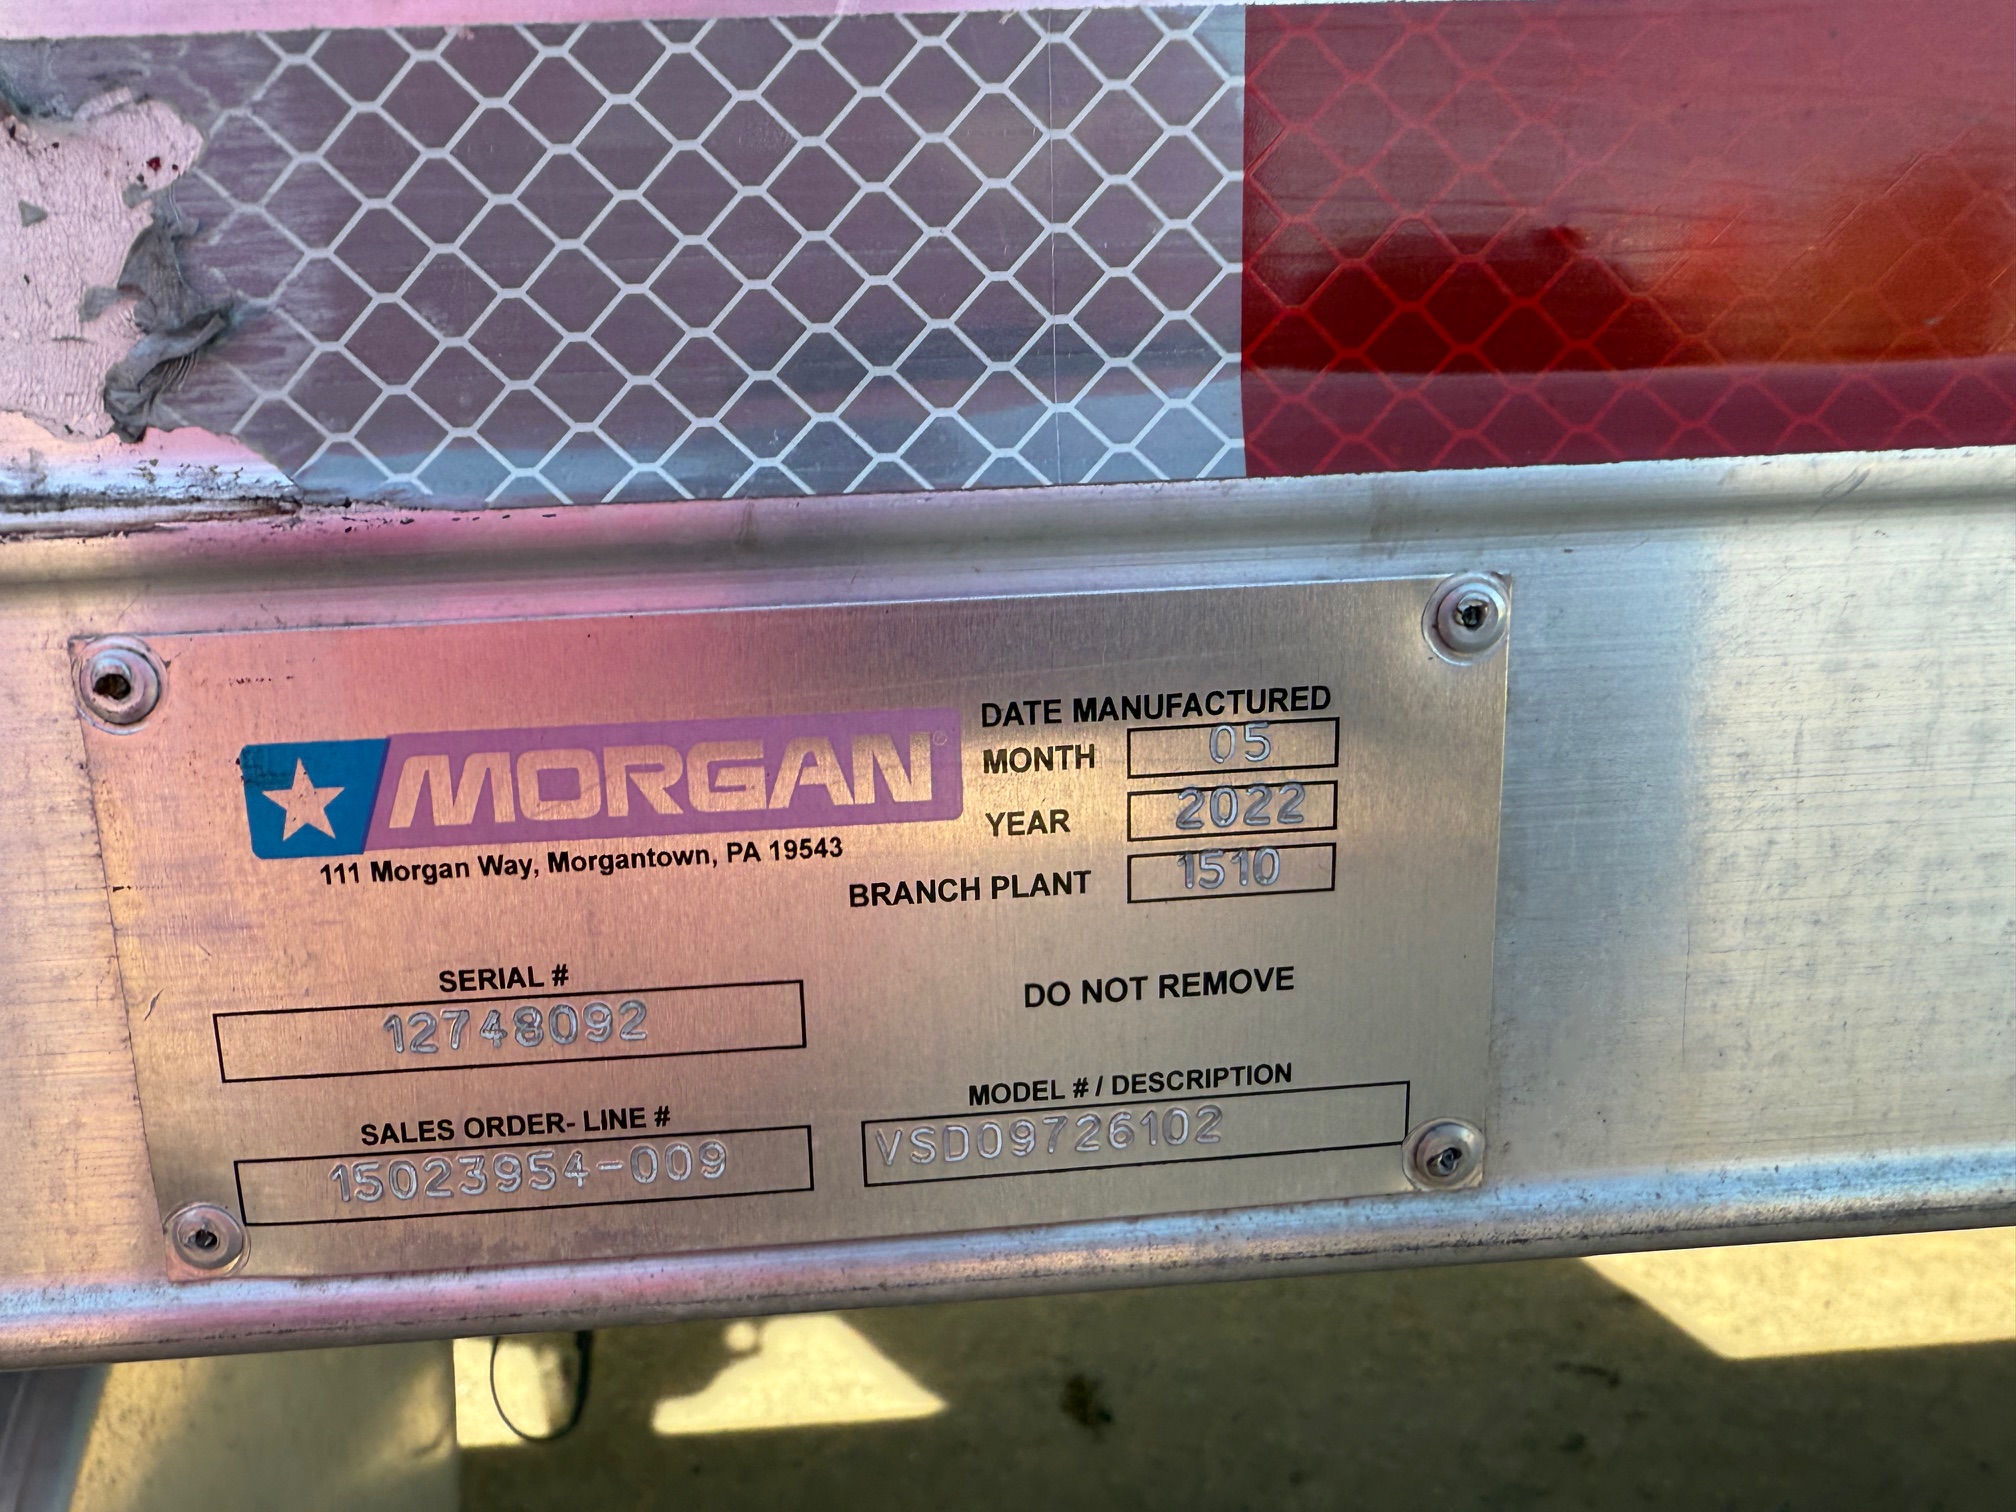 MORGAN®
111 Morgan Way, Morgantown, PA 19543
DATE MANUFACTURED
MONTH 05
YEAR 2022
BRANCH PLANT 1510
SERIAL #
12748092
DO NOT REMOVE
SALES ORDER- LINE #
15023954-009
MODEL # / DESCRIPTION
VSD09726102